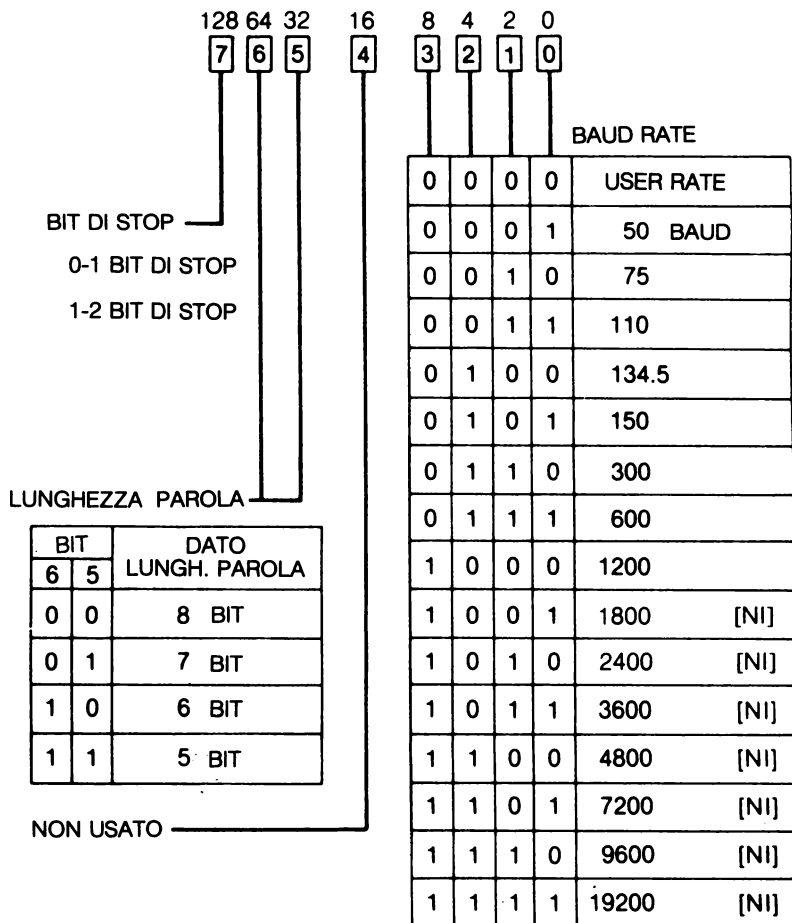 128 64 32 16 8 4 2 0
7 6 5 4 3 2 1 0
BAUD RATE
0 0 0 0 USER RATE
BIT DI STOP
0 0 0 1 50 BAUD
0-1 BIT DI STOP
0 0 1 0 75
1-2 BIT DI STOP
0 0 1 1 110
0 1 0 0 134.5
0 1 0 1 150
0 1 1 0 300
LUNGHEZZA PAROLA
0 1 1 1 600
BIT DATO
6 5 LUNGH. PAROLA
1 0 0 0 1200
0 0 8 BIT
1 0 0 1 1800 [NI]
0 1 7 BIT
1 0 1 0 2400 [NI]
1 0 6 BIT
1 0 1 1 3600 [NI]
1 1 5 BIT
1 1 0 0 4800 [NI]
NON USATO
1 1 0 1 7200 [NI]
1 1 1 0 9600 [NI]
1 1 1 1 19200 [NI]